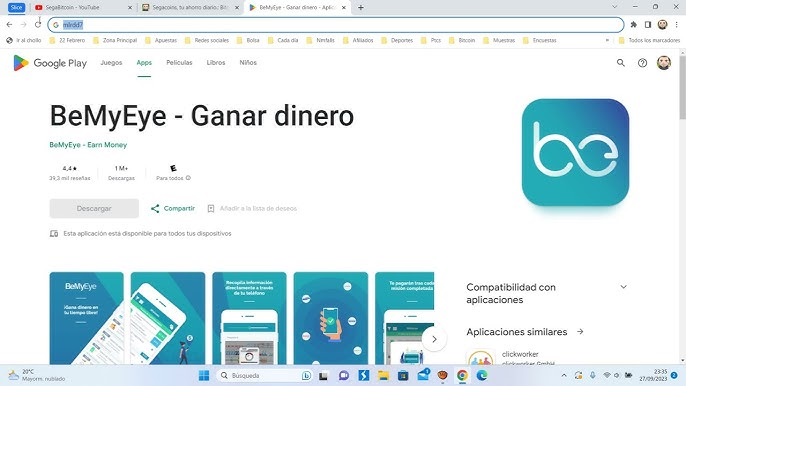 Slice
SegaBitcoin - YouTube
Segacoins, tu ahorro diario: Bit
BeMyEye - Ganar dinero - Aplic
mlrdd7
Ir al chollo
22 Febrero
Zona Principal
Apuestas
Redes sociales
Bolsa
Cada día
Nimfalls
Afiliados
Deportes
Ptcs
Bitcoin
Muestras
Encuestas
»
Todos los marcadores
Google Play
Juegos
Apps
Películas
Libros
Niños
BeMyEye - Ganar dinero
BeMyEye - Earn Money
4,4★
39,3 mil reseñas
1 M+
Descargas
E
Para todos
Descargar
Compartir
Añadir a la lista de deseos
Esta aplicación está disponible para todos tus dispositivos
be
BeMyEye
¡Gana dinero en
tu tiempo libre!
Recopila información
directamente a través
de tu teléfono
Te pagarán tras cada
misión completada
Compatibilidad con
aplicaciones
Aplicaciones similares
clickworker
clickworker GmbH
20°C
Mayorm. nublado
Búsqueda
23:35
27/09/2023